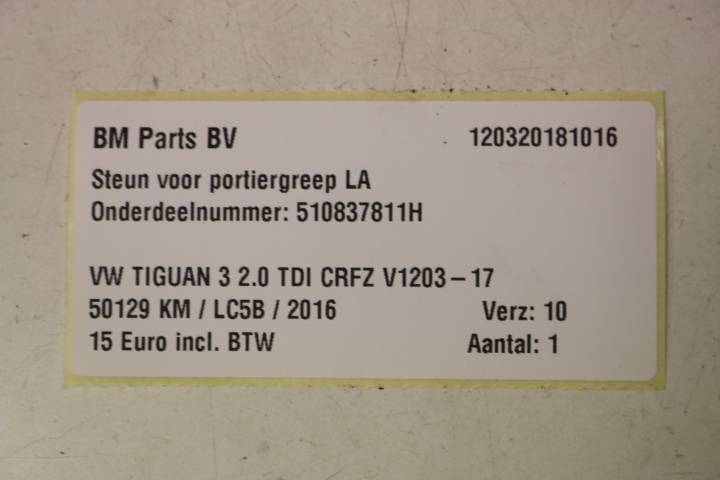 BM Parts BV 120320181016
Steun voor portiergreep LA
Onderdeelnummer: 510837811H
VW TIGUAN 3 2.0 TDI CRFZ V1203-17
50129 KM / LC5B / 2016 Verz: 10
15 Euro incl. BTW Aantal: 1